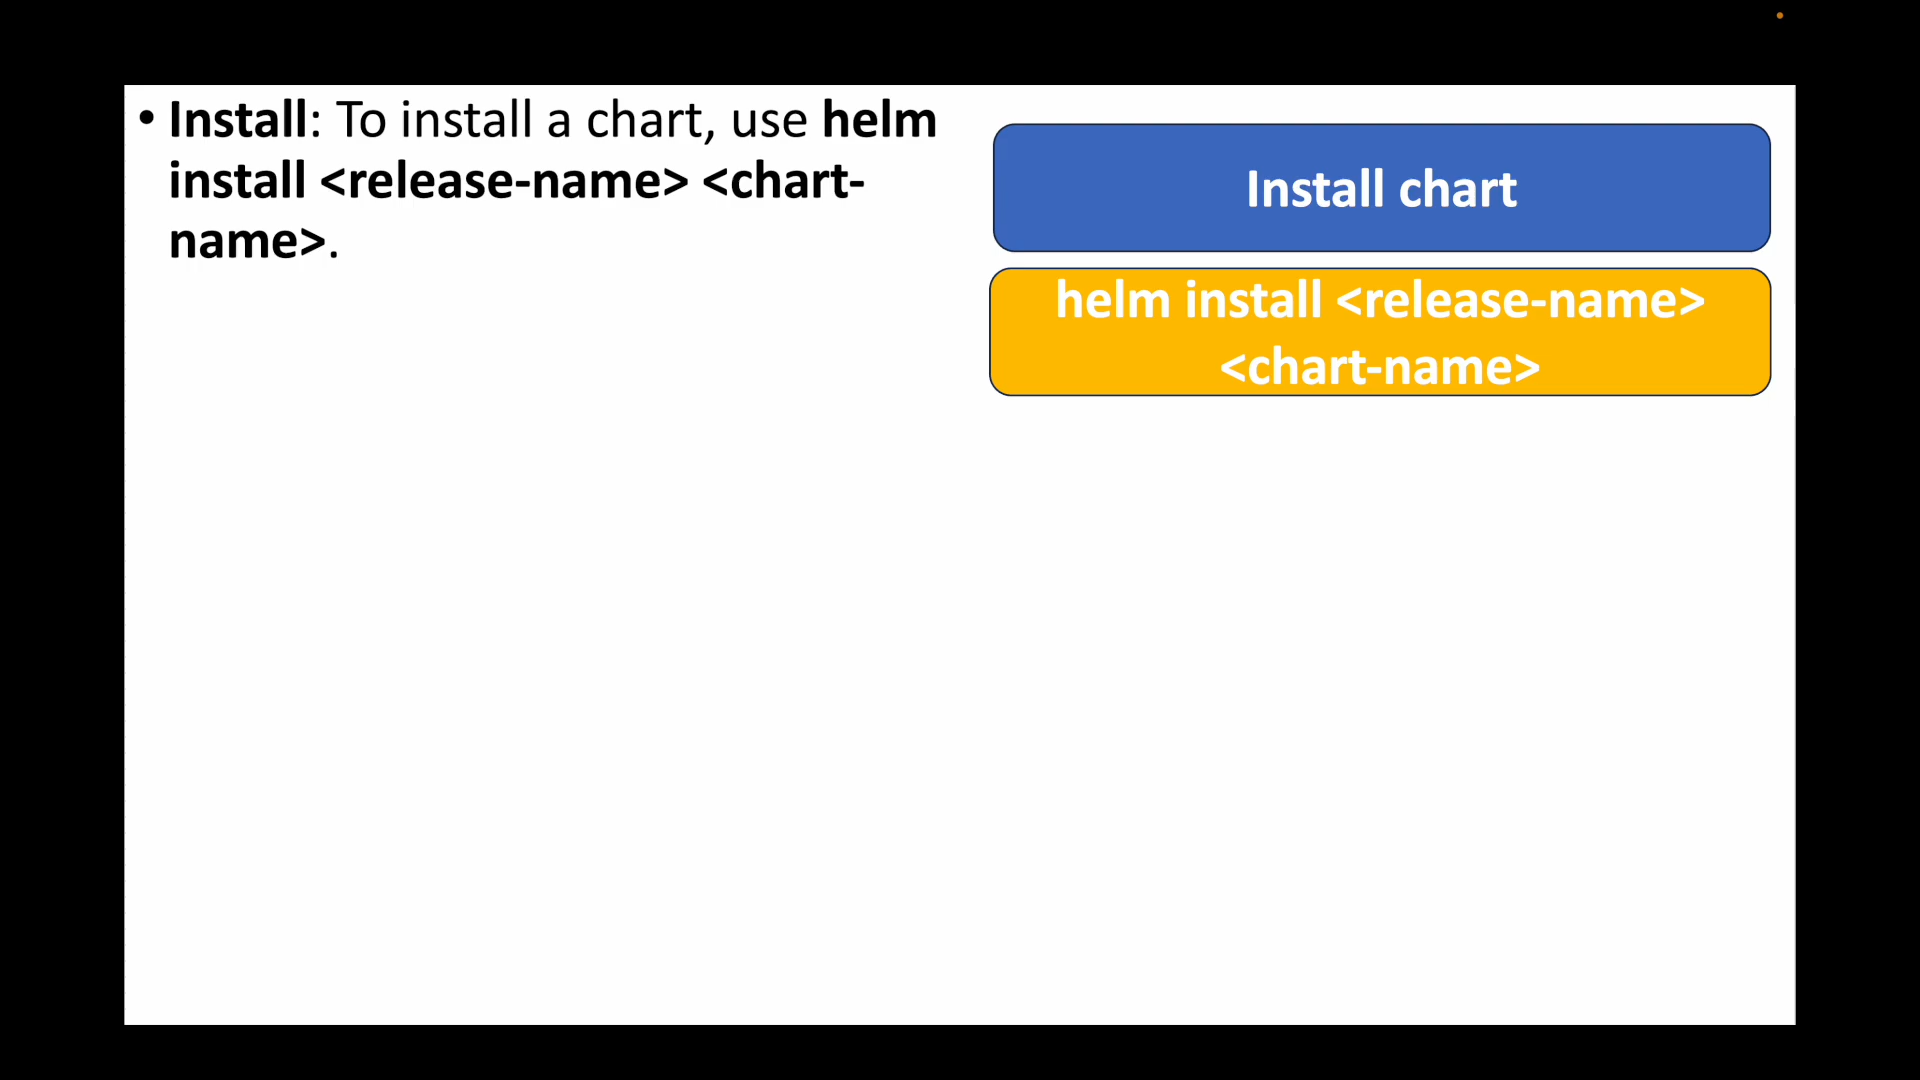 • Install: To install a chart, use helm
install <release-name> <chart-
name>.
Install chart
helm install <release-name>
<chart-name>